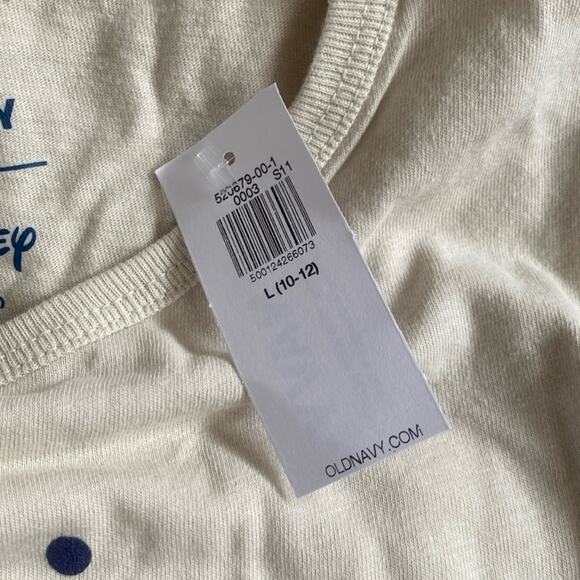 520679-00-1
0003 S11
500124266073
L (10-12)
OLDNAVY.COM